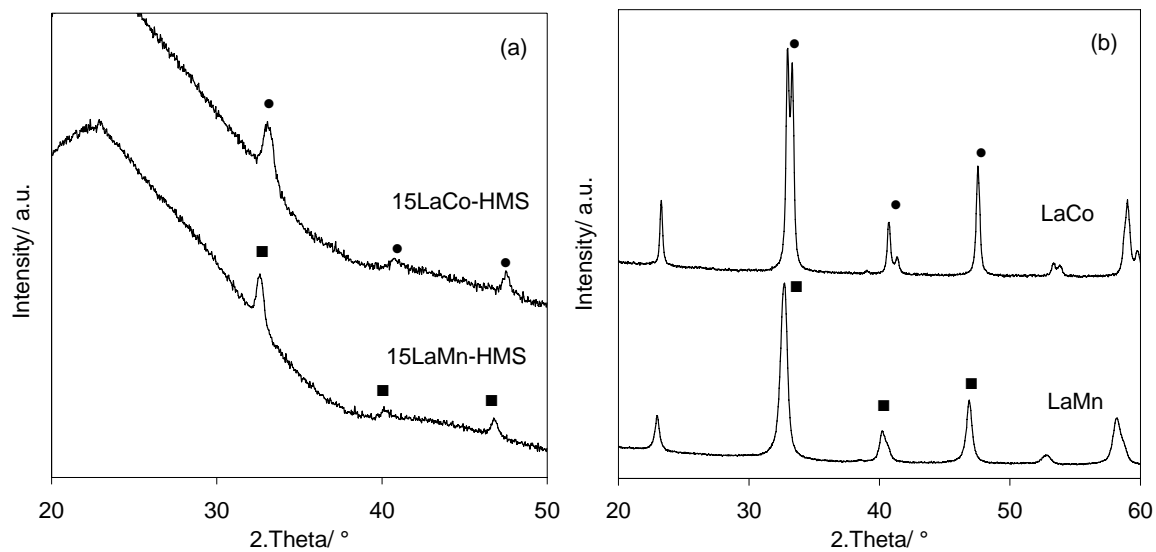 (a)
15LaCo-HMS
15LaMn-HMS
Intensity/ a.u.
20 30 40 50
2.Theta/ °
(b)
LaCo
LaMn
Intensity/ a.u.
20 30 40 50 60
2.Theta/ °